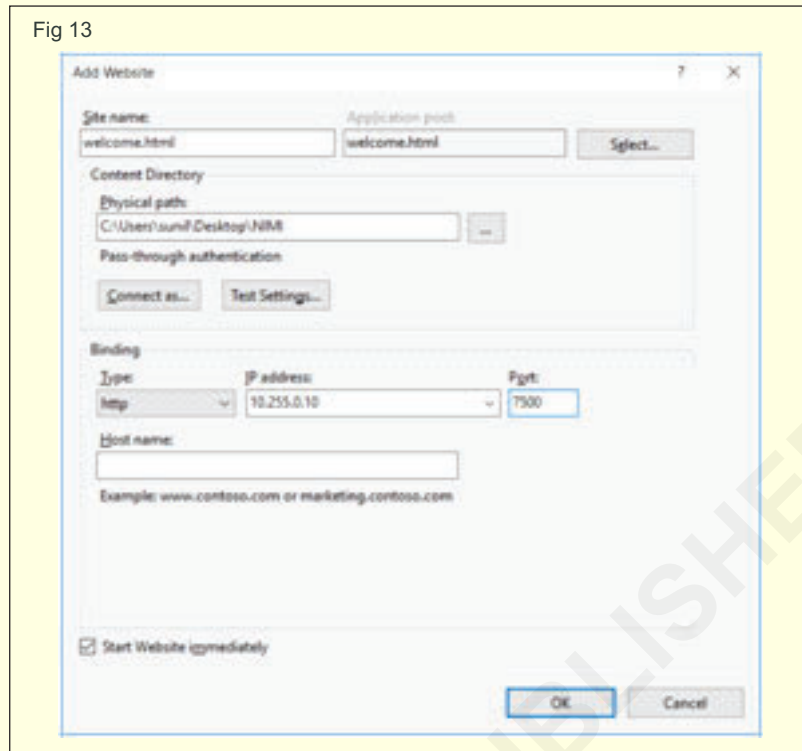 Fig 13
Add Website ? ×
Site name: Application pool:
welcome.html welcome.html Select...
Content Directory
Physical path:
C:\Users\sunil\Desktop\NIMI ...
Pass-through authentication
Connect as... Test Settings...
Binding
Type: IP address: Port:
http 10.255.0.10 7500
Host name:
Example: www.contoso.com or marketing.contoso.com
Start Website immediately
OK Cancel